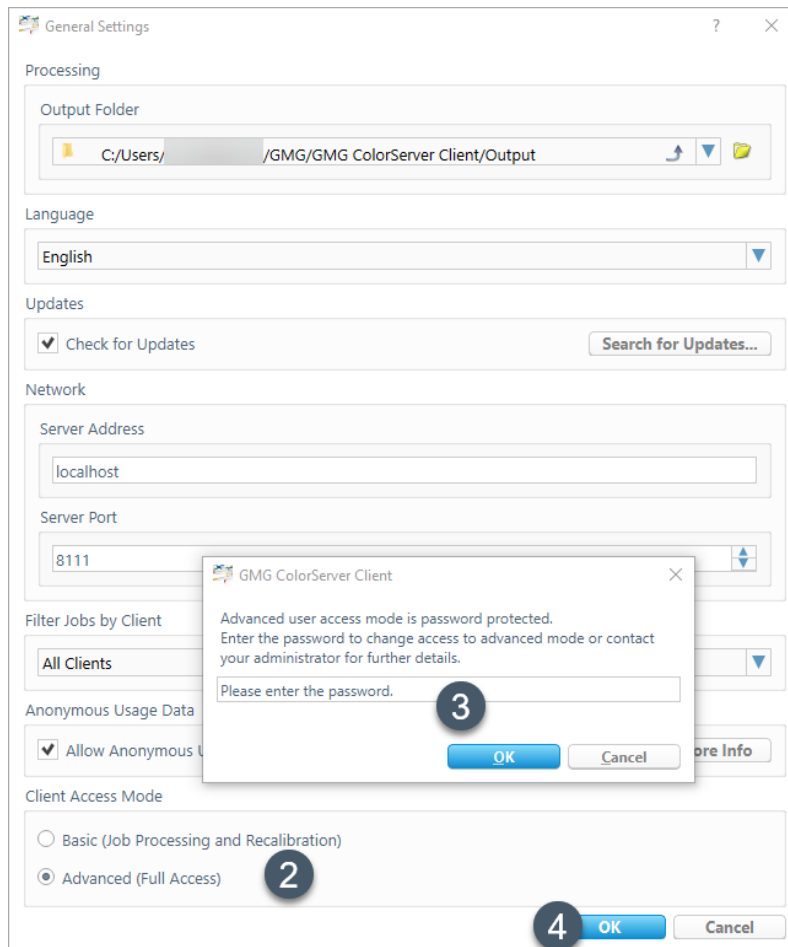 General Settings
?
Processing
Output Folder
C:/Users/ /GMG/GMG ColorServer Client/Output
Language
English
Updates
Check for Updates
Search for Updates...
Network
Server Address
localhost
Server Port
8111
GMG ColorServer Client
Advanced user access mode is password protected.
Enter the password to change access to advanced mode or contact
your administrator for further details.
Please enter the password.
3
OK
Cancel
Filter Jobs by Client
All Clients
Anonymous Usage Data
Allow Anonymous
ore Info
Client Access Mode
Basic (Job Processing and Recalibration)
Advanced (Full Access)
2
4
OK
Cancel